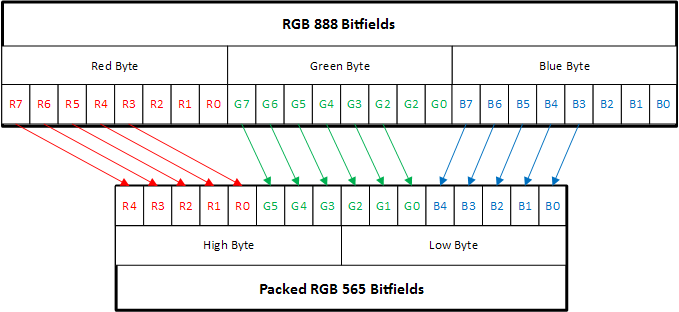 RGB 888 Bitfields
Red Byte Green Byte Blue Byte
R7 R6 R5 R4 R3 R2 R1 R0 G7 G6 G5 G4 G3 G2 G2 G0 B7 B6 B5 B4 B3 B2 B1 B0
R4 R3 R2 R1 R0 G5 G4 G3 G2 G1 G0 B4 B3 B2 B1 B0
High Byte Low Byte
Packed RGB 565 Bitfields